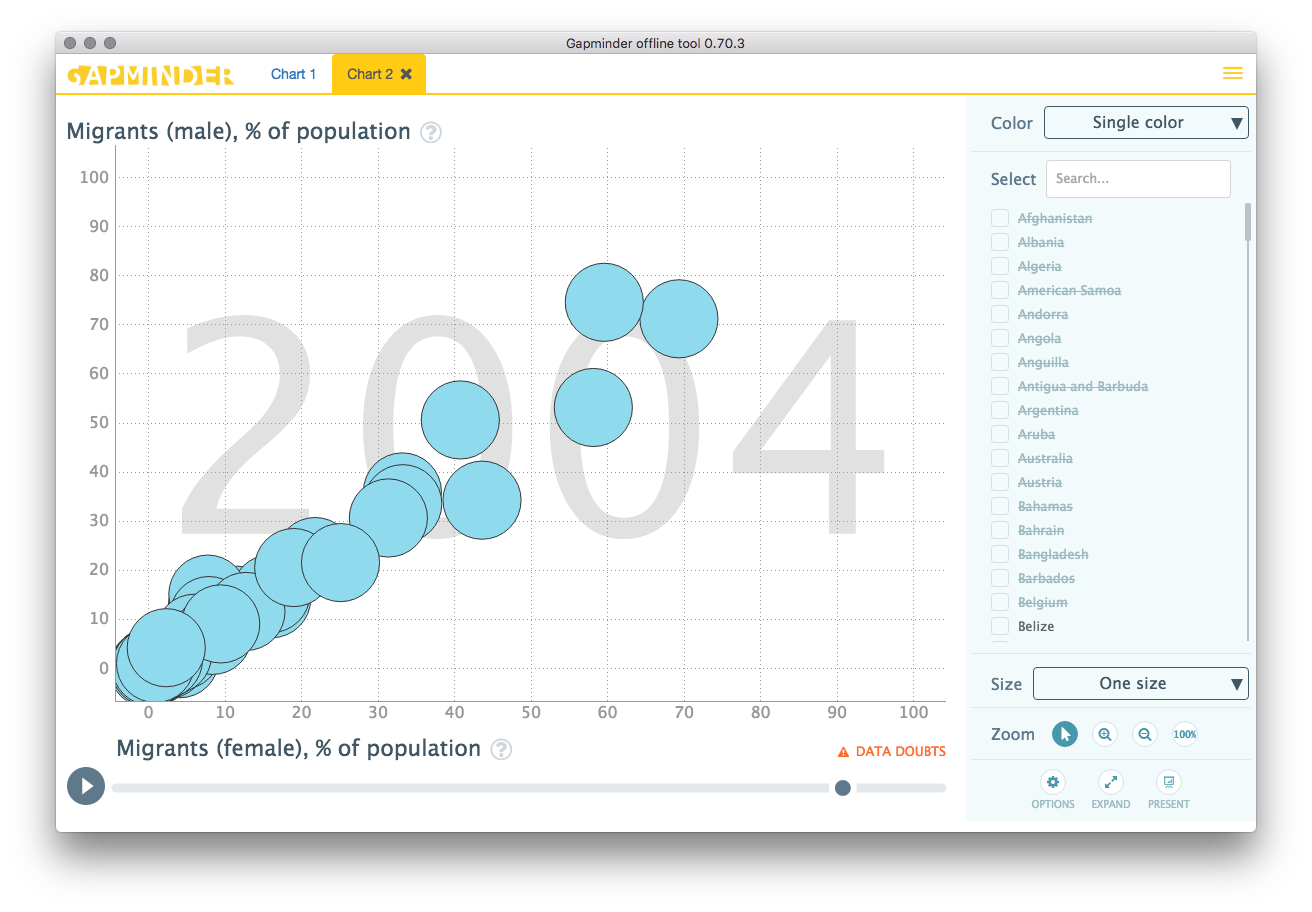 Gapminder offline tool 0.70.3
GAPMINDER
Chart 1
Chart 2 ✖
Migrants (male), % of population ?
100
90
80
70
60
50
40
30
20
10
0
2004
0 10 20 30 40 50 60 70 80 90 100
Migrants (female), % of population ?
DATA DOUBTS
Color Single color ▼
Select Search...
Afghanistan
Albania
Algeria
American Samoa
Andorra
Angola
Anguilla
Antigua and Barbuda
Argentina
Aruba
Australia
Austria
Bahamas
Bahrain
Bangladesh
Barbados
Belgium
Belize
Size One size ▼
Zoom 100%
OPTIONS EXPAND PRESENT